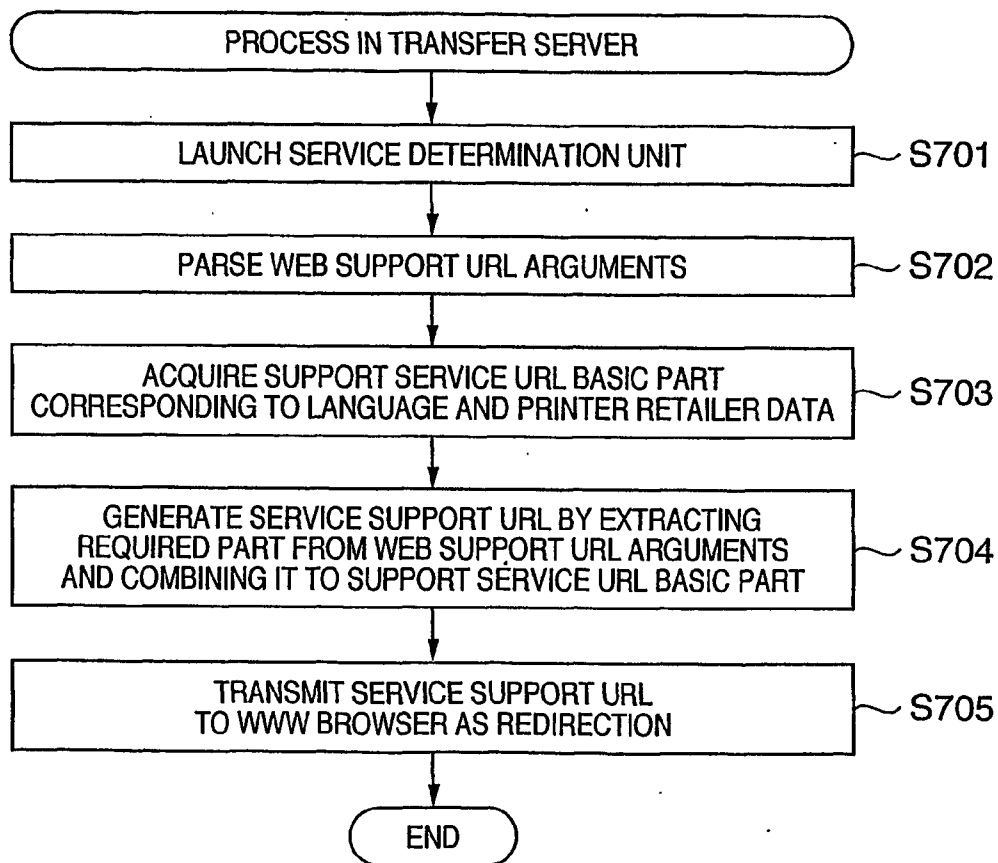 PROCESS IN TRANSFER SERVER
LAUNCH SERVICE DETERMINATION UNIT
S701
PARSE WEB SUPPORT URL ARGUMENTS
S702
ACQUIRE SUPPORT SERVICE URL BASIC PART
CORRESPONDING TO LANGUAGE AND PRINTER RETAILER DATA
S703
GENERATE SERVICE SUPPORT URL BY EXTRACTING
REQUIRED PART FROM WEB SUPPORT URL ARGUMENTS
AND COMBINING IT TO SUPPORT SERVICE URL BASIC PART
S704
TRANSMIT SERVICE SUPPORT URL
TO WWW BROWSER AS REDIRECTION
S705
END